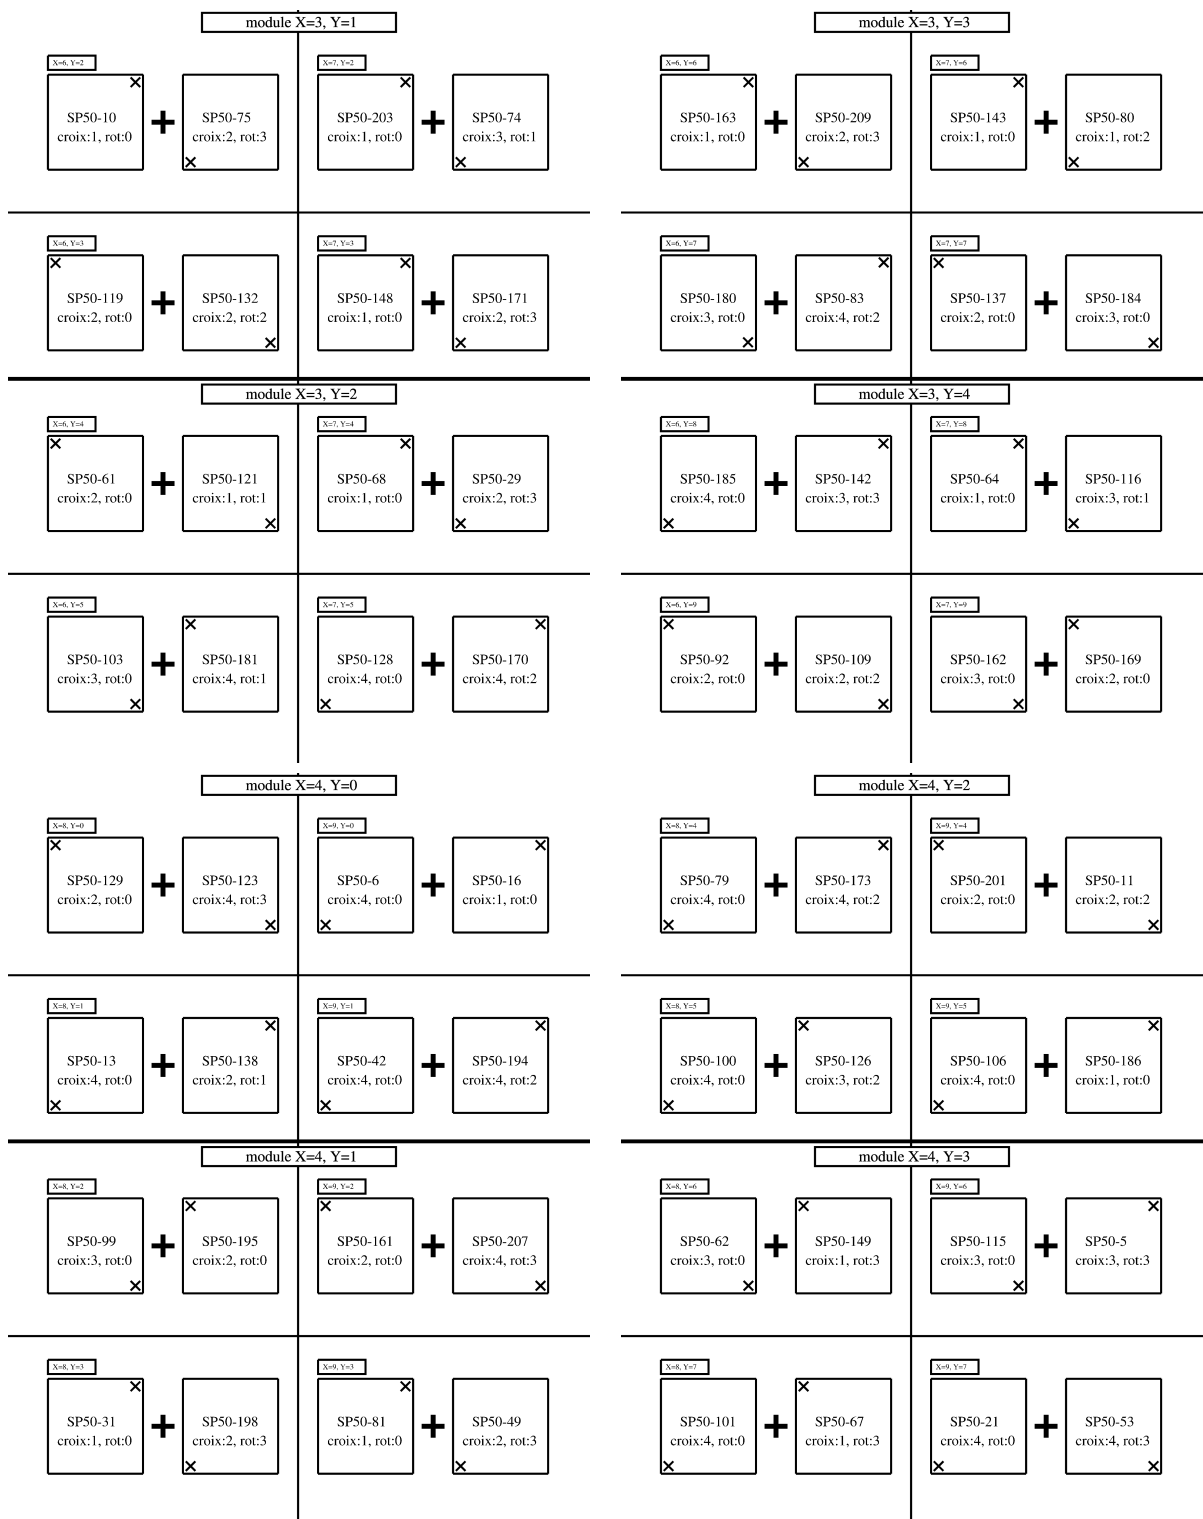 module X=3, Y=1
X=6, Y=2
X=7, Y=2
SP50-10
croix:1, rot:0
SP50-75
croix:2, rot:3
SP50-203
croix:1, rot:0
SP50-74
croix:3, rot:1
X=6, Y=3
X=7, Y=3
SP50-119
croix:2, rot:0
SP50-132
croix:2, rot:2
SP50-148
croix:1, rot:0
SP50-171
croix:2, rot:3
module X=3, Y=3
X=6, Y=6
X=7, Y=6
SP50-163
croix:1, rot:0
SP50-209
croix:2, rot:3
SP50-143
croix:1, rot:0
SP50-80
croix:1, rot:2
X=6, Y=7
X=7, Y=7
SP50-180
croix:3, rot:0
SP50-83
croix:4, rot:2
SP50-137
croix:2, rot:0
SP50-184
croix:3, rot:0
module X=3, Y=2
X=6, Y=4
X=7, Y=4
SP50-61
croix:2, rot:0
SP50-121
croix:1, rot:1
SP50-68
croix:1, rot:0
SP50-29
croix:2, rot:3
X=6, Y=5
X=7, Y=5
SP50-103
croix:3, rot:0
SP50-181
croix:4, rot:1
SP50-128
croix:4, rot:0
SP50-170
croix:4, rot:2
module X=3, Y=4
X=6, Y=8
X=7, Y=8
SP50-185
croix:4, rot:0
SP50-142
croix:3, rot:3
SP50-64
croix:1, rot:0
SP50-116
croix:3, rot:1
X=6, Y=9
X=7, Y=9
SP50-92
croix:2, rot:0
SP50-109
croix:2, rot:2
SP50-162
croix:3, rot:0
SP50-169
croix:2, rot:0
module X=4, Y=0
X=8, Y=0
X=9, Y=0
SP50-129
croix:2, rot:0
SP50-123
croix:4, rot:3
SP50-6
croix:4, rot:0
SP50-16
croix:1, rot:0
X=8, Y=1
X=9, Y=1
SP50-13
croix:4, rot:0
SP50-138
croix:2, rot:1
SP50-42
croix:4, rot:0
SP50-194
croix:4, rot:2
module X=4, Y=2
X=8, Y=4
X=9, Y=4
SP50-79
croix:4, rot:0
SP50-173
croix:4, rot:2
SP50-201
croix:2, rot:0
SP50-11
croix:2, rot:2
X=8, Y=5
X=9, Y=5
SP50-100
croix:4, rot:0
SP50-126
croix:3, rot:2
SP50-106
croix:4, rot:0
SP50-186
croix:1, rot:0
module X=4, Y=1
X=8, Y=2
X=9, Y=2
SP50-99
croix:3, rot:0
SP50-195
croix:2, rot:0
SP50-161
croix:2, rot:0
SP50-207
croix:4, rot:3
X=8, Y=3
X=9, Y=3
SP50-31
croix:1, rot:0
SP50-198
croix:2, rot:3
SP50-81
croix:1, rot:0
SP50-49
croix:2, rot:3
module X=4, Y=3
X=8, Y=6
X=9, Y=6
SP50-62
croix:3, rot:0
SP50-149
croix:1, rot:3
SP50-115
croix:3, rot:0
SP50-5
croix:3, rot:3
X=8, Y=7
X=9, Y=7
SP50-101
croix:4, rot:0
SP50-67
croix:1, rot:3
SP50-21
croix:4, rot:0
SP50-53
croix:4, rot:3